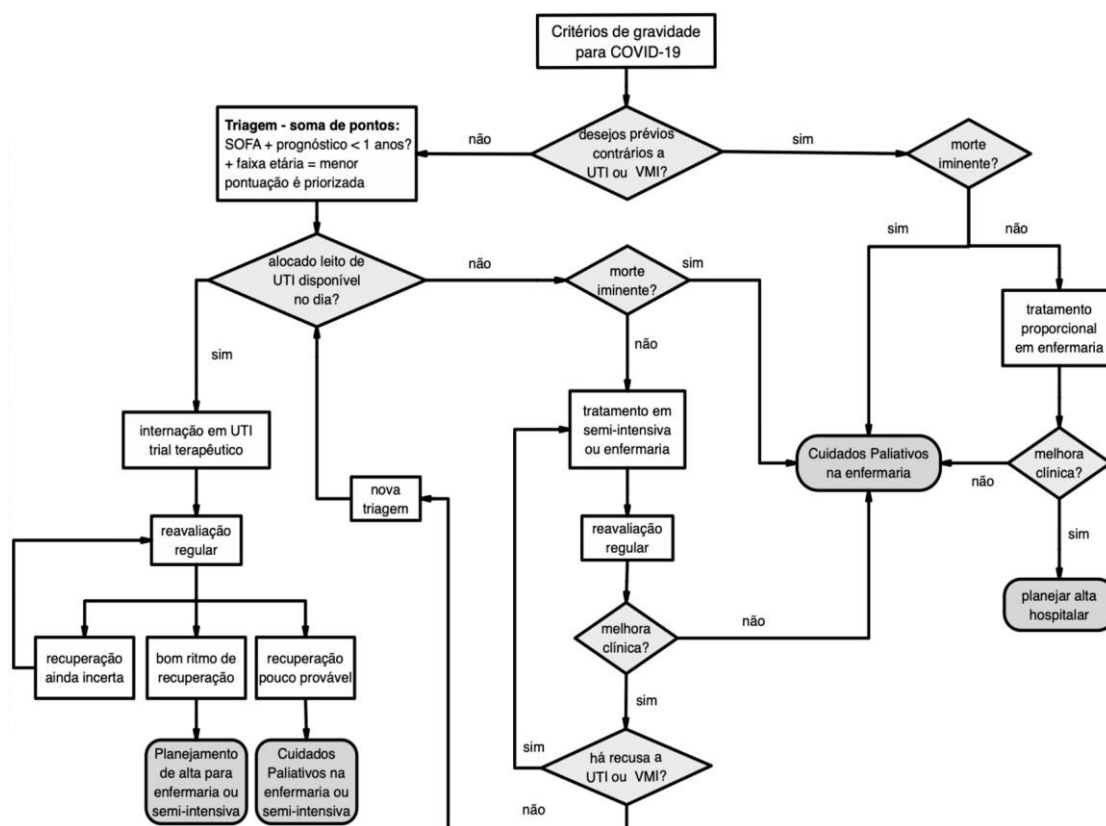 Critérios de gravidade
para COVID-19
Triagem - soma de pontos:
SOFA + prognóstico < 1 anos?
+ faixa etária = menor
pontuação é priorizada
não
desejos prévios
contrários a
UTI ou VMI?
sim
morte
iminente?
sim
não
alocado leito de
UTI disponível
no dia?
não
morte
iminente?
sim
tratamento
proporcional
em enfermaria
sim
não
internação em UTI
trial terapêutico
tratamento em
semi-intensiva
ou enfermaria
Cuidados Paliativos
na enfermaria
não
melhora
clínica?
nova
triagem
reavaliação
regular
reavaliação
regular
sim
planejar alta
hospitalar
melhora
clínica?
não
recuperação
ainda incerta
bom ritmo de
recuperação
recuperação
pouco provável
sim
Planejamento
de alta para
enfermaria ou
semi-intensiva
Cuidados
Paliativos na
enfermaria ou
semi-intensiva
sim
há recusa a
UTI ou VMI?
não